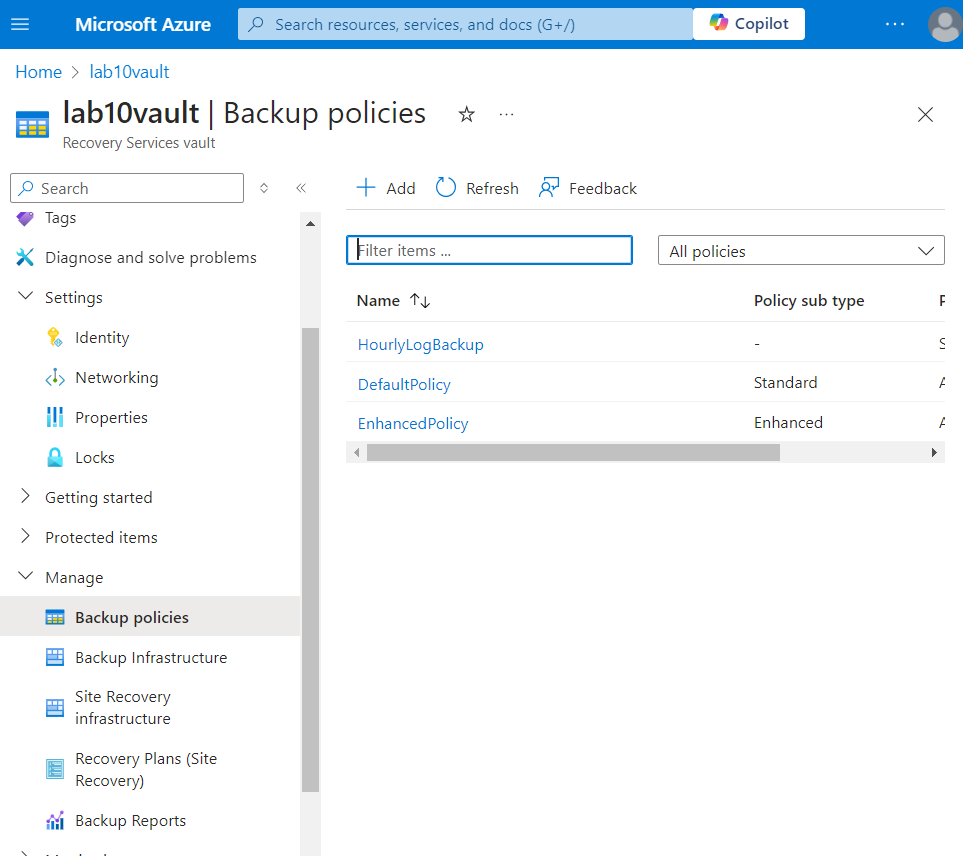 Microsoft Azure
Search resources, services, and docs (G+/)
Copilot
...
Home > lab10vault
lab10vault | Backup policies
...
Recovery Services vault
Search
Tags
Diagnose and solve problems
Settings
Identity
Networking
Properties
Locks
Getting started
Protected items
Manage
Backup policies
Backup Infrastructure
Site Recovery
infrastructure
Recovery Plans (Site
Recovery)
Backup Reports
Add Refresh Feedback
Filter items ...
All policies
Name Policy sub type
HourlyLogBackup -
DefaultPolicy Standard
EnhancedPolicy Enhanced